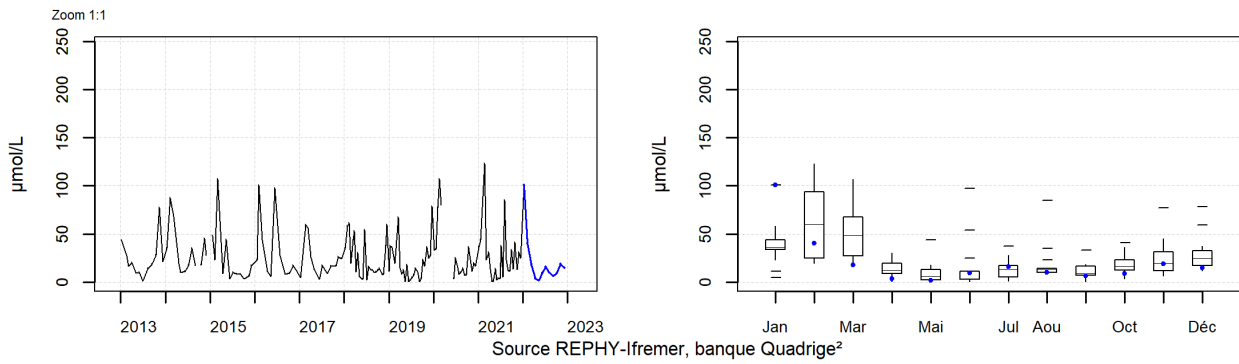 Zoom 1:1
250
200
150
100
50
0
µmol/L
2013 2015 2017 2019 2021 2023
250
200
150
100
50
0
µmol/L
Jan Mar Mai Jul Aou Oct Déc
Source REPHY-Ifremer, banque Quadrige²